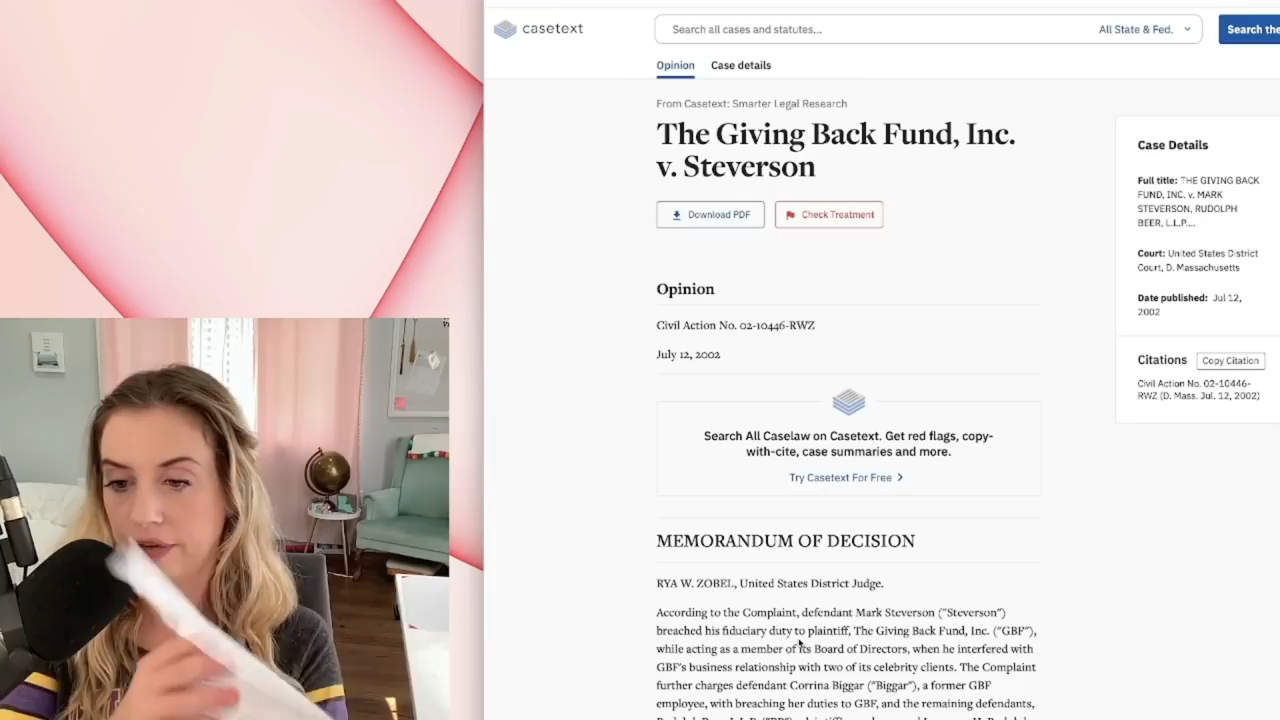 casetext
Search all cases and statutes...
All State & Fed.
Search the
Opinion
Case details
From Casetext: Smarter Legal Research
The Giving Back Fund, Inc.
v. Steverson
Download PDF
Check Treatment
Opinion
Civil Action No. 02-10446-RWZ
July 12, 2002
Search All Caselaw on Casetext. Get red flags, copy-
with-cite, case summaries and more.
Try Casetext For Free
MEMORANDUM OF DECISION
RYA W. ZOBEL, United States District Judge.
According to the Complaint, defendant Mark Steverson ("Steverson")
breached his fiduciary duty to plaintiff, The Giving Back Fund, Inc. ("GBF"),
while acting as a member of its Board of Directors, when he interfered with
GBF's business relationship with two of its celebrity clients. The Complaint
further charges defendant Corrina Biggar ("Biggar"), a former GBF
employee, with breaching her duties to GBF, and the remaining defendants,
Case Details
Full title: THE GIVING BACK
FUND, INC. v. MARK
STEVERSON, RUDOLPH
BEER, L.L.P....
Court: United States District
Court, D. Massachusetts
Date published: Jul 12,
2002
Citations
Copy Citation
Civil Action No. 02-10446-
RWZ (D. Mass. Jul. 12, 2002)